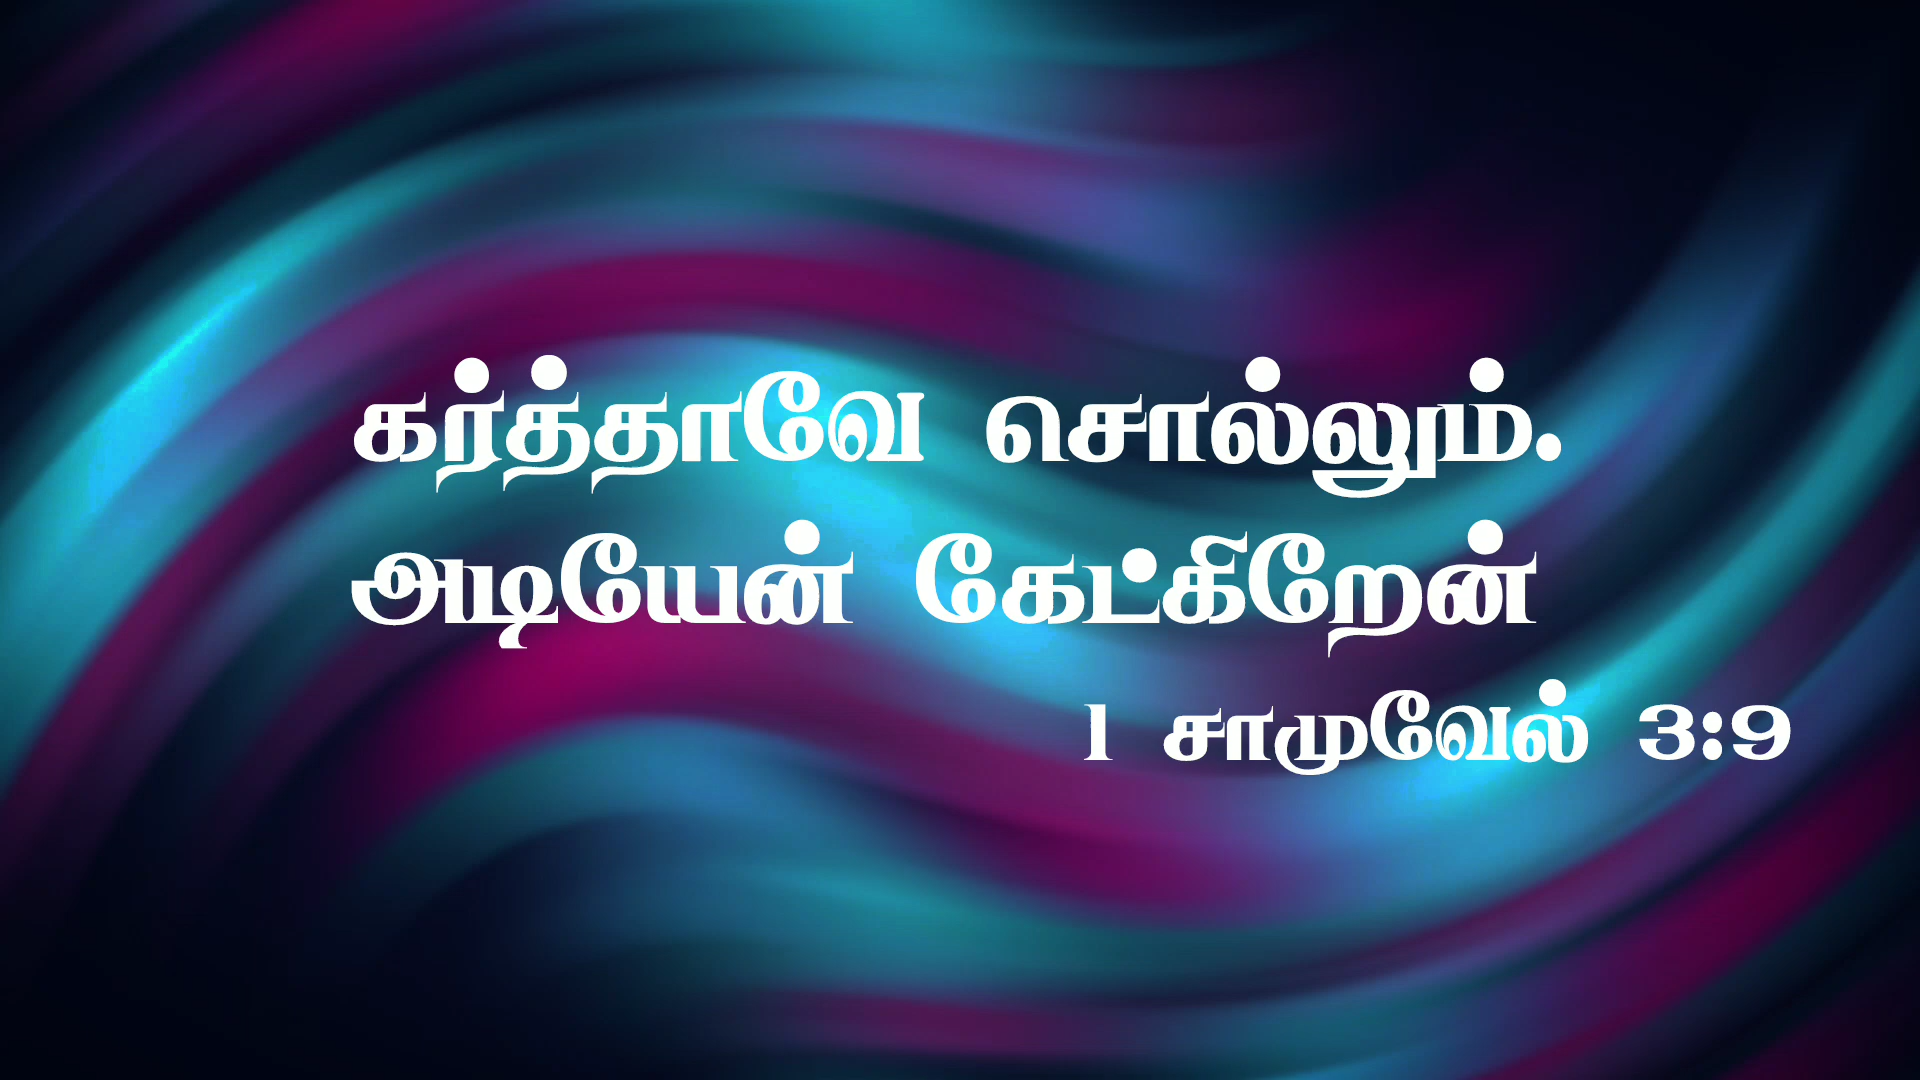 கர்த்தாவே சொல்லும்.
அடியேன் கேட்கிறேன்
1 சாமுவேல் 3:9